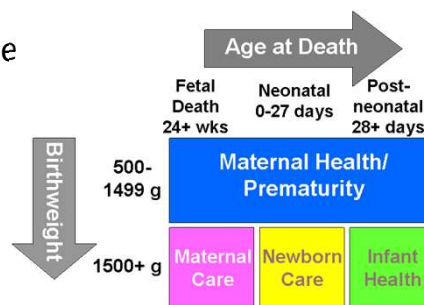 e
Age at Death
Fetal
Death
24+ wks
Neonatal
0-27 days
Post-
neonatal
28+ days
Birthweight
500-
1499 g
Maternal Health/
Prematurity
1500+ g
Maternal
Care
Newborn
Care
Infant
Health